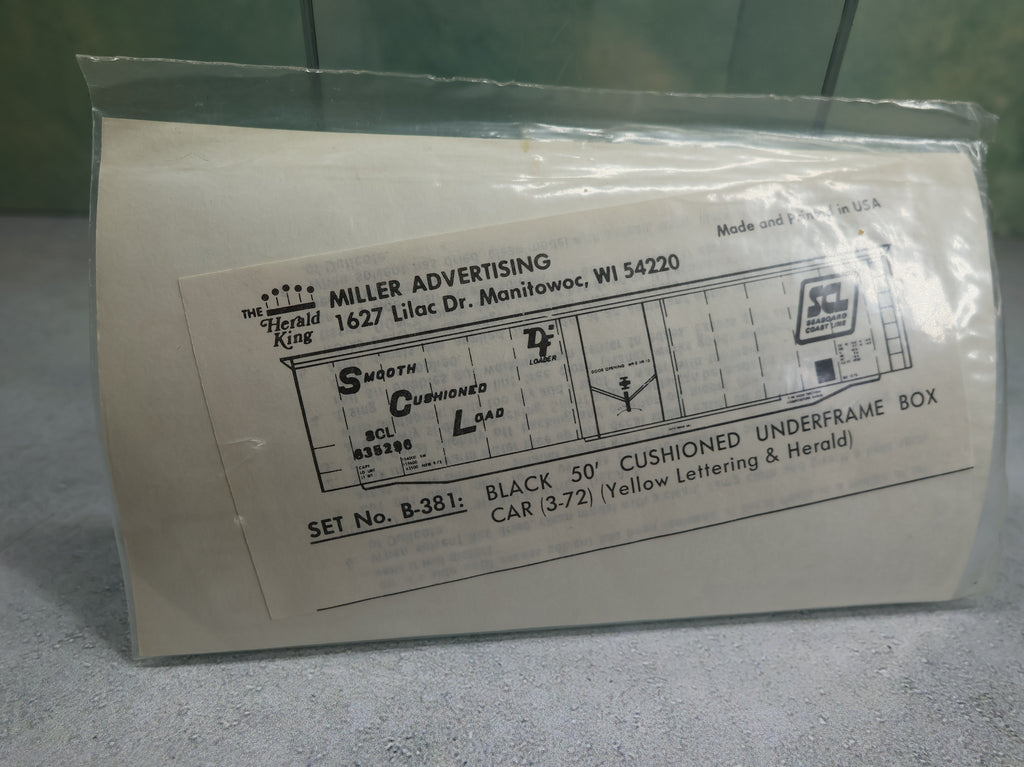 Made and Printed in USA
THE
Herald
King
MILLER ADVERTISING
1627 Lilac Dr. Manitowoc, WI 54220
SMOOTH
CUSHIONED
LOAD
DF
LOADER
SCL
SEABOARD
COAST LINE
SCL
635296
SET No. B-381:
BLACK 50' CUSHIONED UNDERFRAME BOX
CAR (3-72) (Yellow Lettering & Herald)